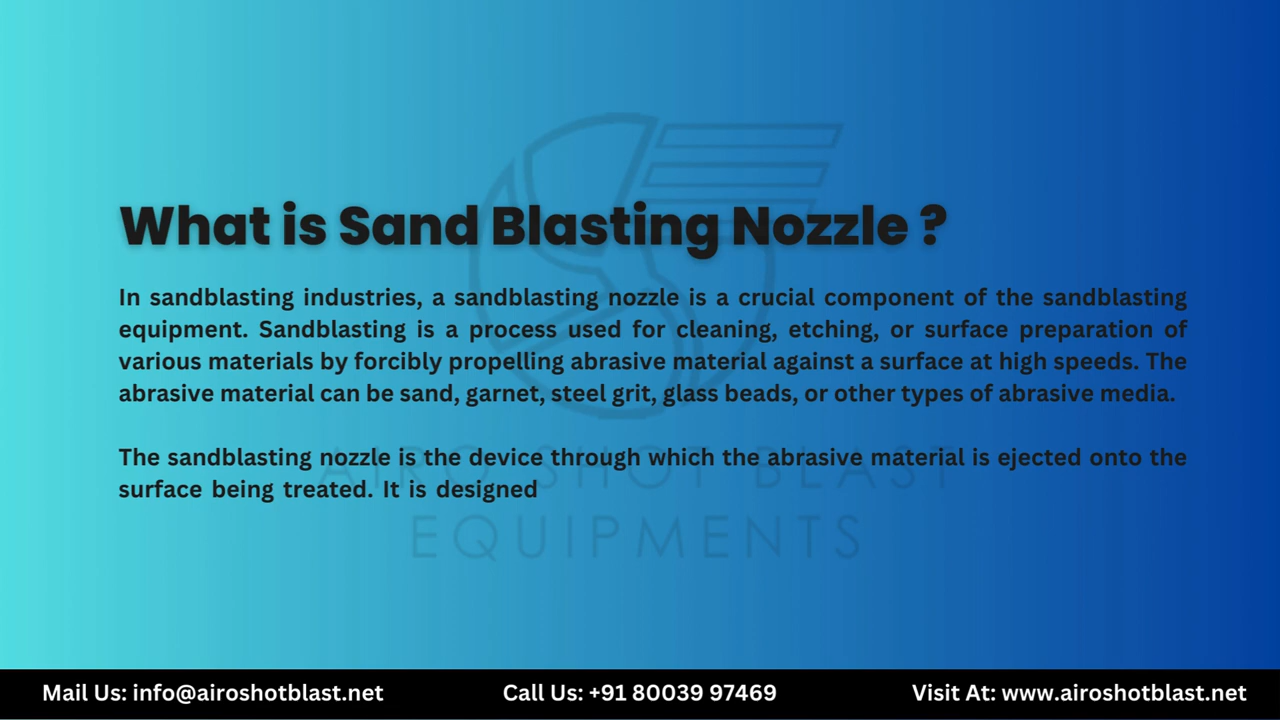 What is Sand Blasting Nozzle ?
In sandblasting industries, a sandblasting nozzle is a crucial component of the sandblasting
equipment. Sandblasting is a process used for cleaning, etching, or surface preparation of
various materials by forcibly propelling abrasive material against a surface at high speeds. The
abrasive material can be sand, garnet, steel grit, glass beads, or other types of abrasive media.
The sandblasting nozzle is the device through which the abrasive material is ejected onto the
surface being treated. It is designed
AIRO SHOT BLAST
EQUIPMENTS
Mail Us: info@airoshotblast.net
Call Us: +91 80039 97469
Visit At: www.airoshotblast.net